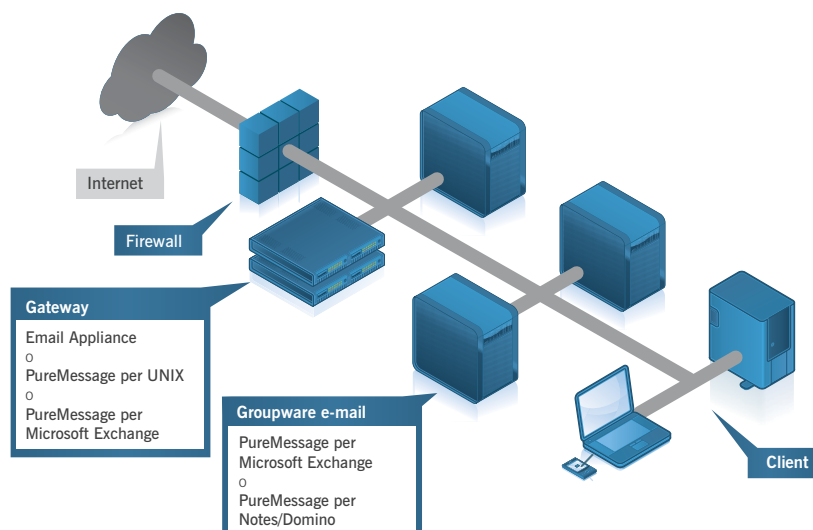 Internet
Firewall
Gateway
Email Appliance
o
PureMessage per UNIX
o
PureMessage per
Microsoft Exchange
Groupware e-mail
PureMessage per
Microsoft Exchange
o
PureMessage per
Notes/Domino
Client